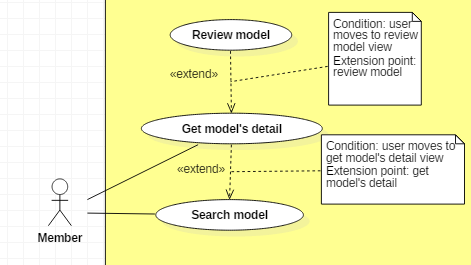 Review model
Condition: user
moves to review
model view
Extension point:
review model
«extend»
Get model's detail
Condition: user moves to
get model's detail view
Extension point: get
model's detail
«extend»
Search model
Member